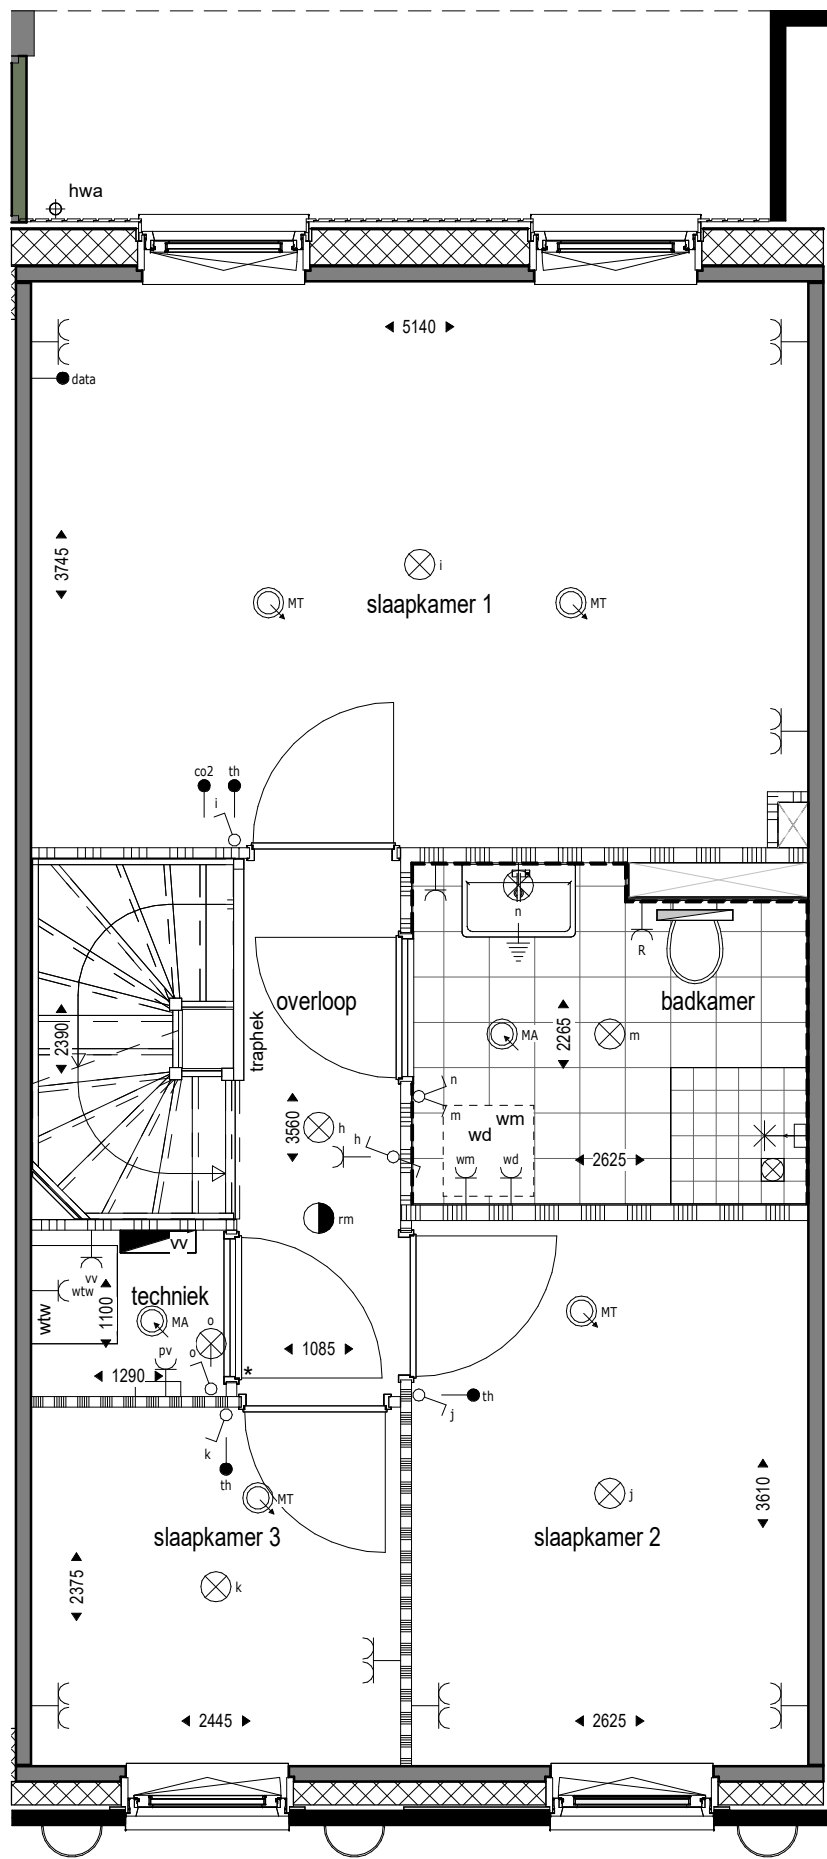 hwa
5140
data
3745
i
MT
slaapkamer 1
MT
co2
th
i
n
R
overloop
badkamer
2390
traphek
MA
2265
m
n
m
3560
h
h
wd
wm
wm
wd
2625
rm
vv
vv
wtw
wtw
techniek
1100
MA
o
o
pv
1290
1085
*
MT
j
th
k
th
MT
j
3610
slaapkamer 3
slaapkamer 2
2375
k
2445
2625